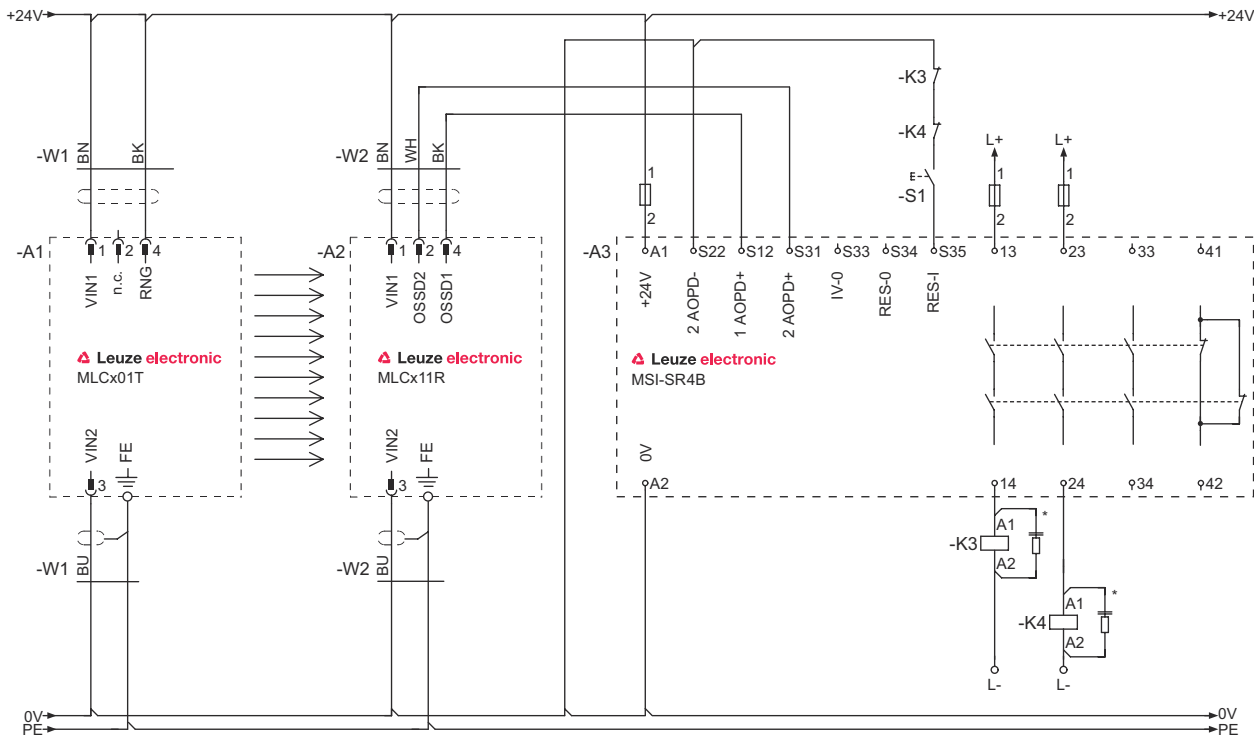 +24V
+24V
-W1
BN
BK
-W2
BN
WH
BK
-K3
-K4
E
-S1
1
2
L+
1
2
L+
1
2
-A1
1
2
4
VIN1
n.c.
RNG
-A2
1
2
4
VIN1
OSSD2
OSSD1
-A3
A1
S22
S12
S31
S33
S34
S35
13
23
33
41
+24V
2 AOPD-
1 AOPD+
2 AOPD+
IV-0
RES-0
RES-I
Leuze electronic
MLCx01T
Leuze electronic
MLCx11R
Leuze electronic
MSI-SR4B
VIN2
FE
3
VIN2
FE
3
0V
A2
14
24
34
42
-W1
BU
-W2
BU
-K3
A1
A2
*
-K4
A1
A2
*
L-
L-
0V
PE
0V
PE